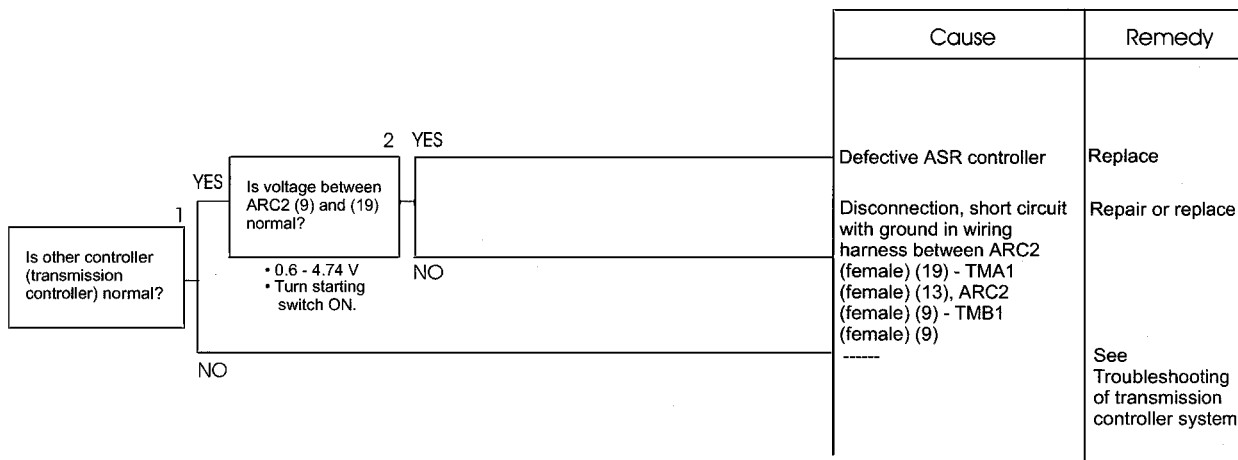 Cause
Remedy
2
YES
Defective ASR controller
Replace
YES
Is voltage between
ARC2 (9) and (19)
normal?
1
Disconnection, short circuit
with ground in wiring
harness between ARC2
(female) (19) - TMA1
(female) (13), ARC2
(female) (9) - TMB1
(female) (9)
Repair or replace
Is other controller
(transmission
controller) normal?
• 0.6 - 4.74 V
• Turn starting
switch ON.
NO
NO
------
See
Troubleshooting
of transmission
controller system